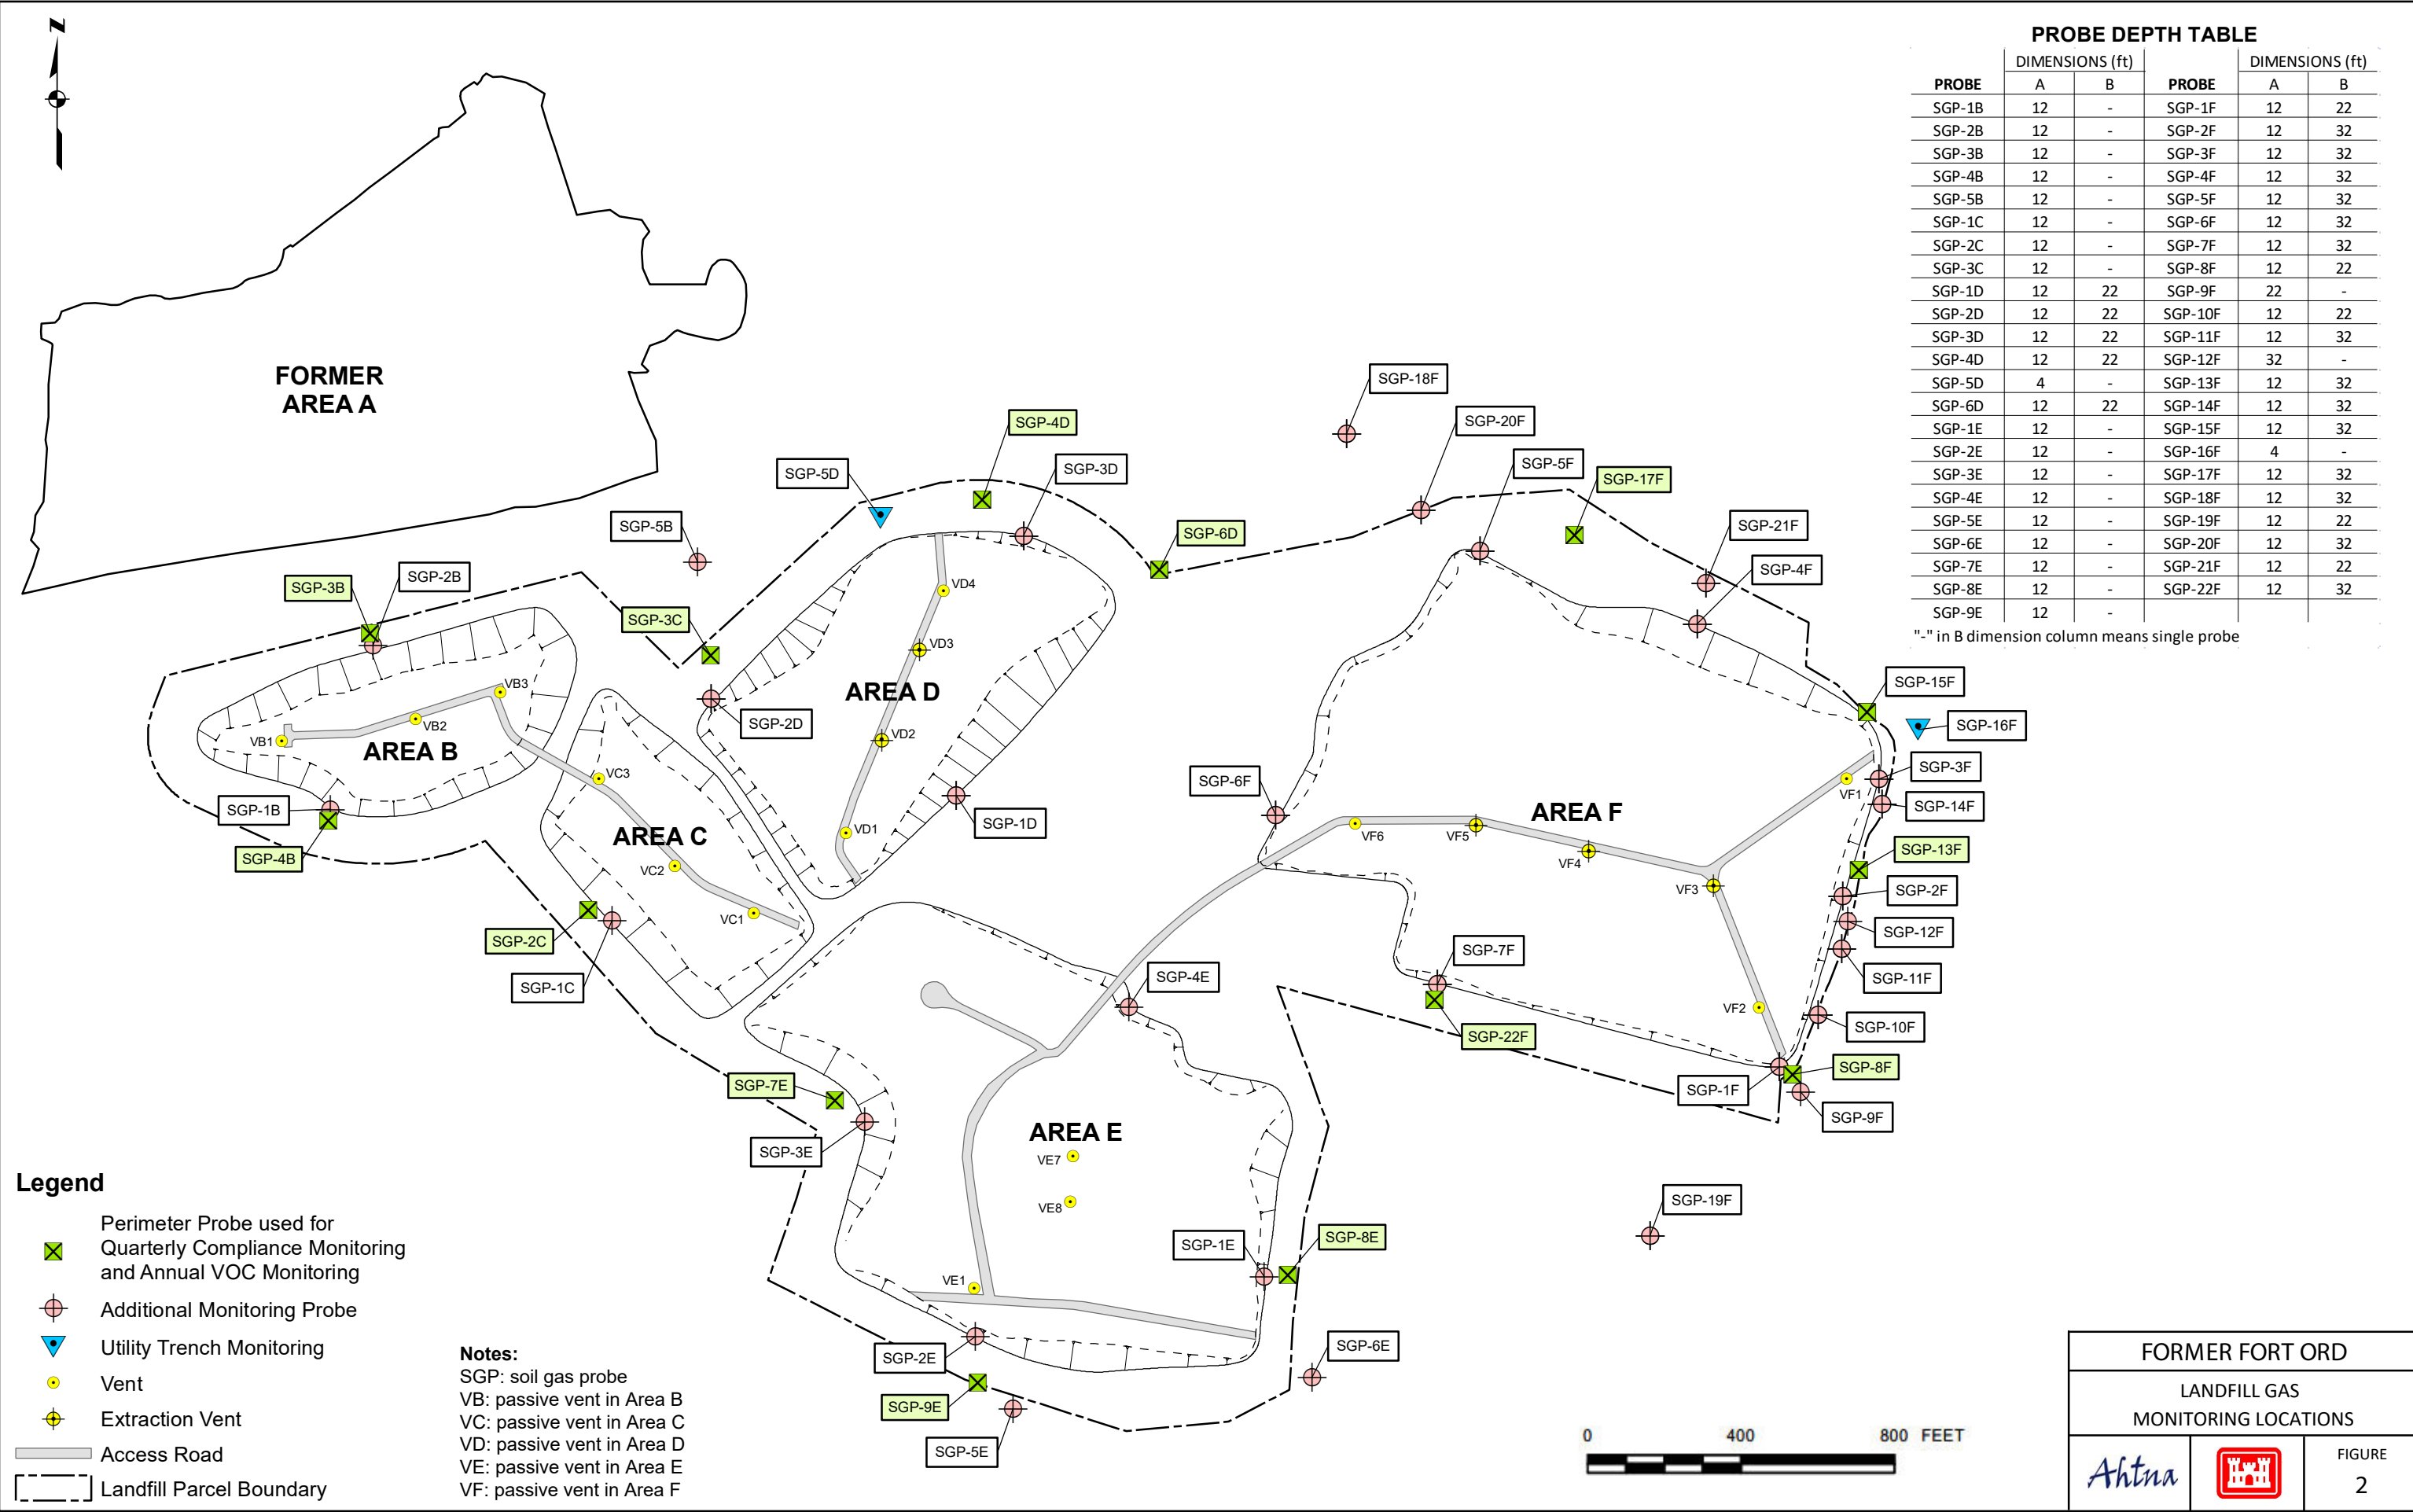 N
PROBE DEPTH TABLE
DIMENSIONS (ft) DIMENSIONS (ft)
PROBE A B PROBE A B
SGP-1B 12 - SGP-1F 12 22
SGP-2B 12 - SGP-2F 12 32
SGP-3B 12 - SGP-3F 12 32
SGP-4B 12 - SGP-4F 12 32
SGP-5B 12 - SGP-5F 12 32
SGP-1C 12 - SGP-6F 12 32
SGP-2C 12 - SGP-7F 12 32
SGP-3C 12 - SGP-8F 12 22
SGP-1D 12 22 SGP-9F 22 -
SGP-2D 12 22 SGP-10F 12 22
SGP-3D 12 22 SGP-11F 12 32
SGP-4D 12 22 SGP-12F 32 -
SGP-5D 4 - SGP-13F 12 32
SGP-6D 12 22 SGP-14F 12 32
SGP-1E 12 - SGP-15F 12 32
SGP-2E 12 - SGP-16F 4 -
SGP-3E 12 - SGP-17F 12 32
SGP-4E 12 - SGP-18F 12 32
SGP-5E 12 - SGP-19F 12 22
SGP-6E 12 - SGP-20F 12 32
SGP-7E 12 - SGP-21F 12 22
SGP-8E 12 - SGP-22F 12 32
SGP-9E 12 -
"-" in B dimension column means single probe
FORMER
AREA A
SGP-18F
SGP-20F
SGP-4D
SGP-3D
SGP-5D
SGP-5F
SGP-17F
SGP-5B
SGP-6D
SGP-21F
SGP-4F
SGP-2B
SGP-3B
SGP-3C
VD4
VD3
AREA D
SGP-2D
VD2
VD1
SGP-1D
VB3
VB2
VB1
AREA B
SGP-1B
SGP-4B
VC3
AREA C
VC2
VC1
SGP-2C
SGP-1C
SGP-15F
SGP-16F
SGP-3F
VF1
SGP-14F
SGP-6F
AREA F
VF6
VF5
VF4
VF3
SGP-13F
SGP-2F
SGP-12F
SGP-11F
SGP-7F
SGP-4E
VF2
SGP-10F
SGP-22F
SGP-8F
SGP-1F
SGP-9F
SGP-7E
SGP-3E
AREA E
VE7
VE8
SGP-19F
SGP-1E
SGP-8E
VE1
SGP-2E
SGP-6E
SGP-9E
SGP-5E
Legend
Perimeter Probe used for
Quarterly Compliance Monitoring
and Annual VOC Monitoring
Additional Monitoring Probe
Utility Trench Monitoring
Vent
Extraction Vent
Access Road
Landfill Parcel Boundary
Notes:
SGP: soil gas probe
VB: passive vent in Area B
VC: passive vent in Area C
VD: passive vent in Area D
VE: passive vent in Area E
VF: passive vent in Area F
0 400 800 FEET
FORMER FORT ORD
LANDFILL GAS
MONITORING LOCATIONS
Ahtna
FIGURE
2